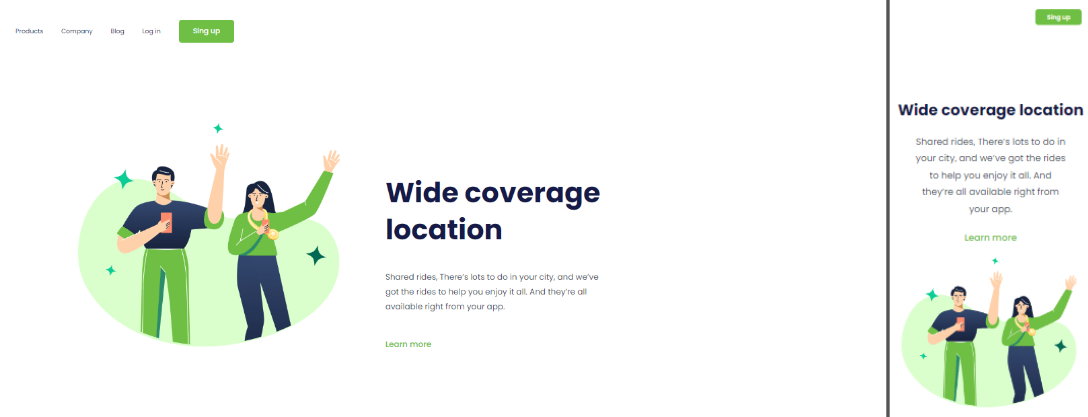 Products Company Blog Log in Sing up
Wide coverage
location
Shared rides, There's lots to do in your city, and we've
got the rides to help you enjoy it all. And they're all
available right from your app.
Learn more
Sing up
Wide coverage location
Shared rides, There's lots to do in
your city, and we've got the rides
to help you enjoy it all. And
they're all available right from
your app.
Learn more